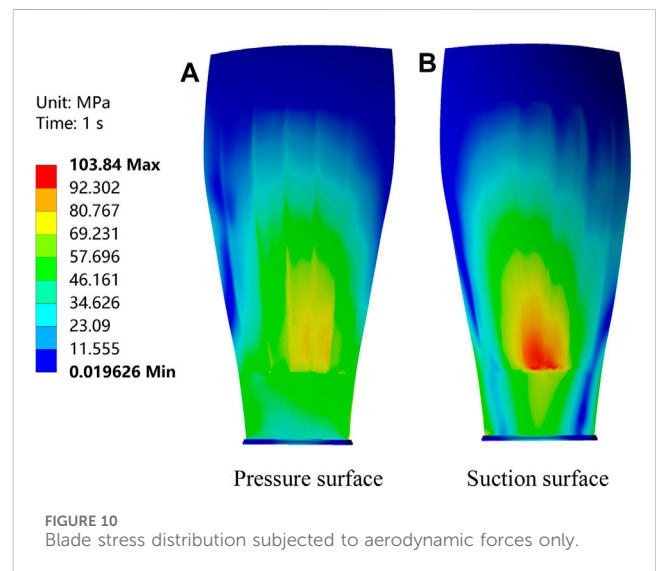 A
B
Unit: MPa
Time: 1 s
103.84 Max
92.302
80.767
69.231
57.696
46.161
34.626
23.09
11.555
0.019626 Min
Pressure surface
Suction surface
FIGURE 10
Blade stress distribution subjected to aerodynamic forces only.